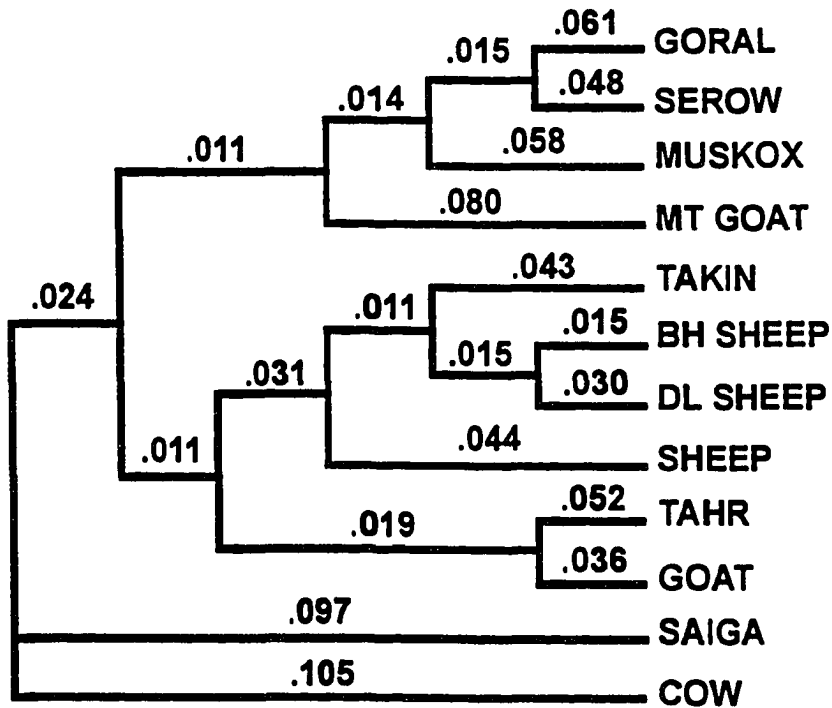 .061 GORAL
.015
.048 SEROW
.014
.058 MUSKOX
.011
.080 MT GOAT
.043 TAKIN
.024
.011
.015 BH SHEEP
.015
.030 DL SHEEP
.031
.044 SHEEP
.011
.052 TAHR
.019
.036 GOAT
.097 SAIGA
.105 COW